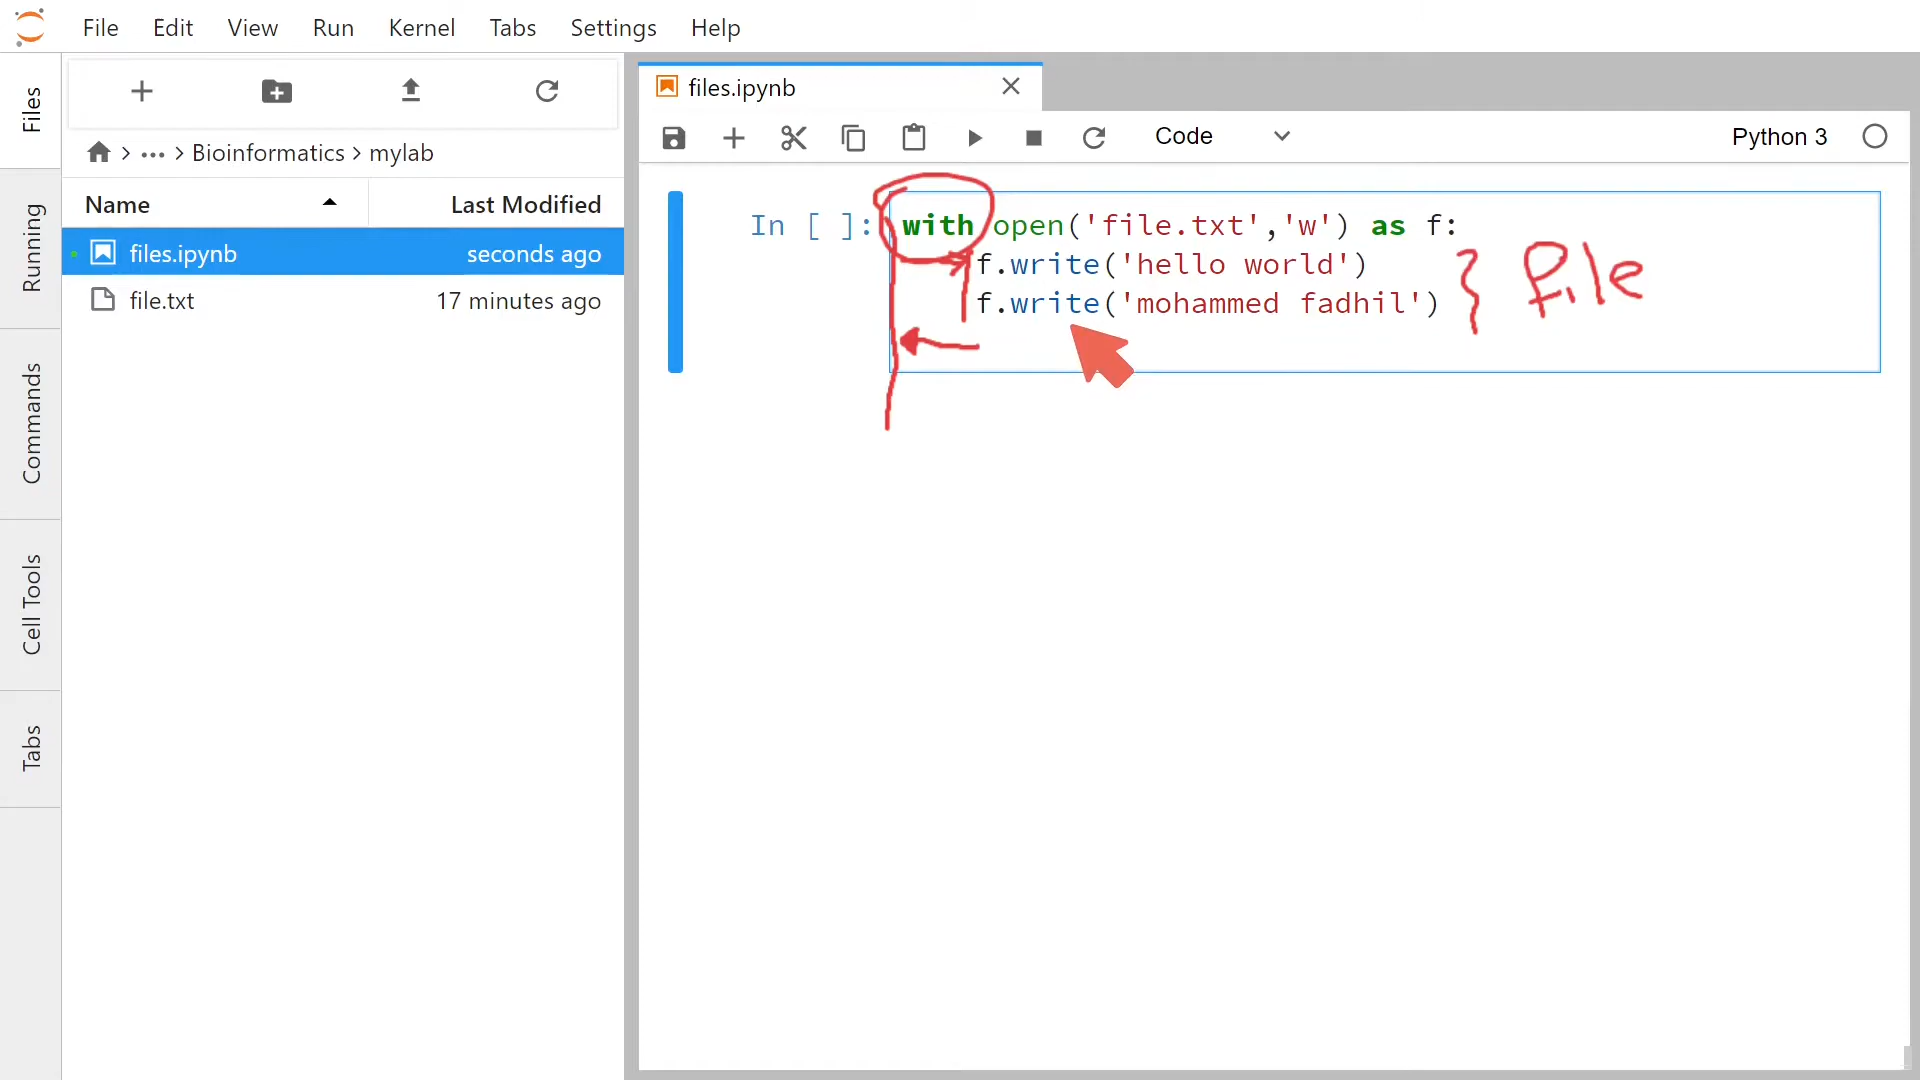 File Edit View Run Kernel Tabs Settings Help
Files
Running
Commands
Cell Tools
Tabs
··· > Bioinformatics > mylab
Name Last Modified
files.ipynb seconds ago
file.txt 17 minutes ago
files.ipynb
Code Python 3
In [ ]: with open('file.txt','w') as f:
f.write('hello world')
f.write('mohammed fadhil')
} file